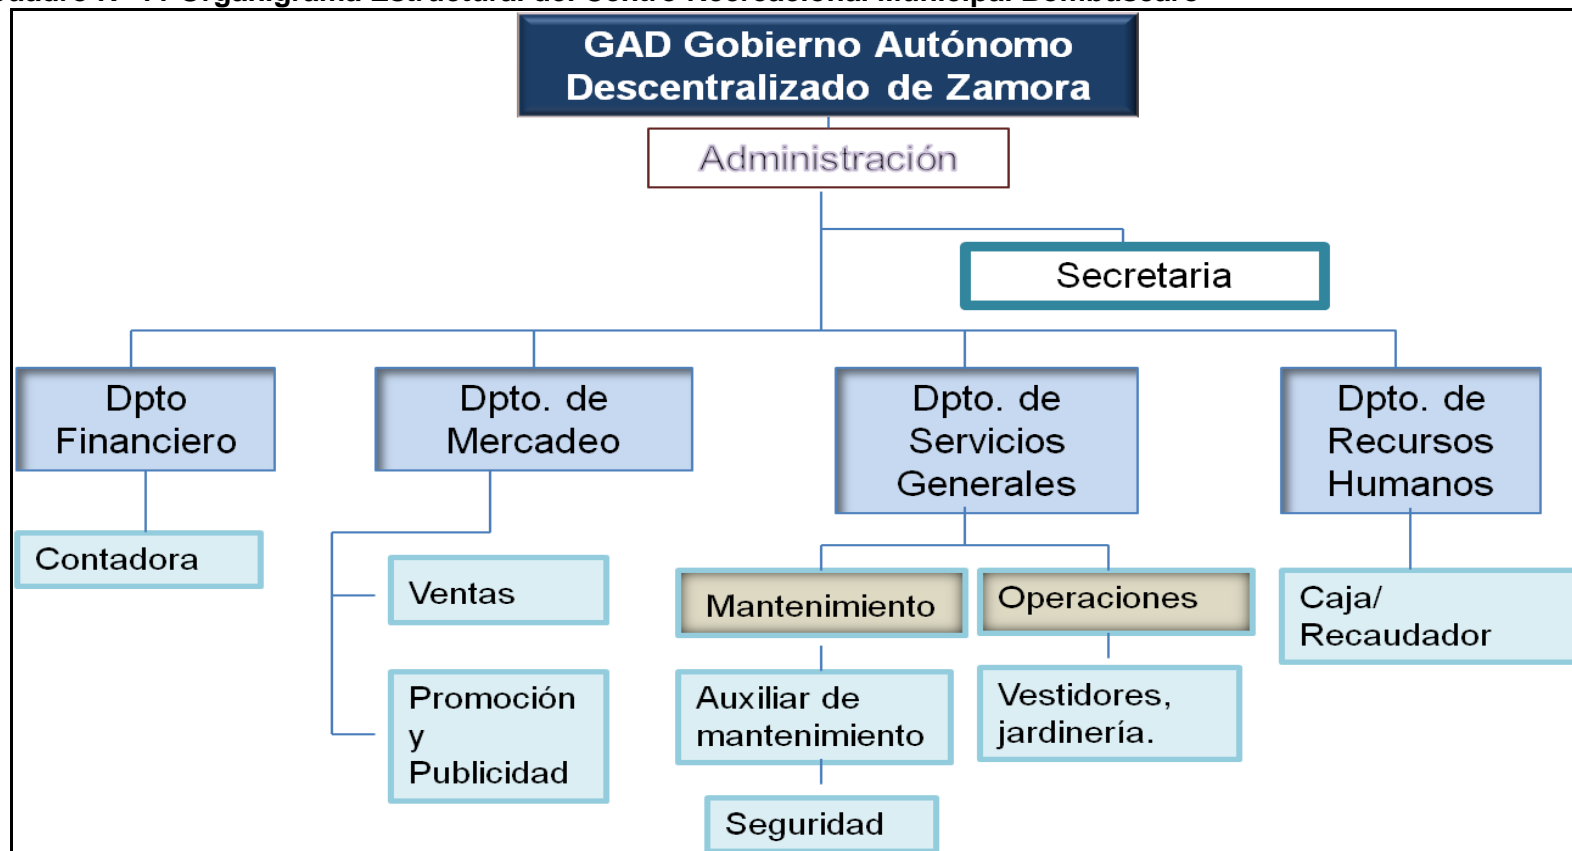 GAD Gobierno Autónomo
Descentralizado de Zamora
Administración
Secretaria
Dpto
Financiero
Dpto. de
Mercadeo
Dpto. de
Servicios
Generales
Dpto. de
Recursos
Humanos
Contadora
Ventas
Promoción
y
Publicidad
Mantenimiento
Operaciones
Auxiliar de
mantenimiento
Vestidores,
jardinería.
Seguridad
Caja/
Recaudador